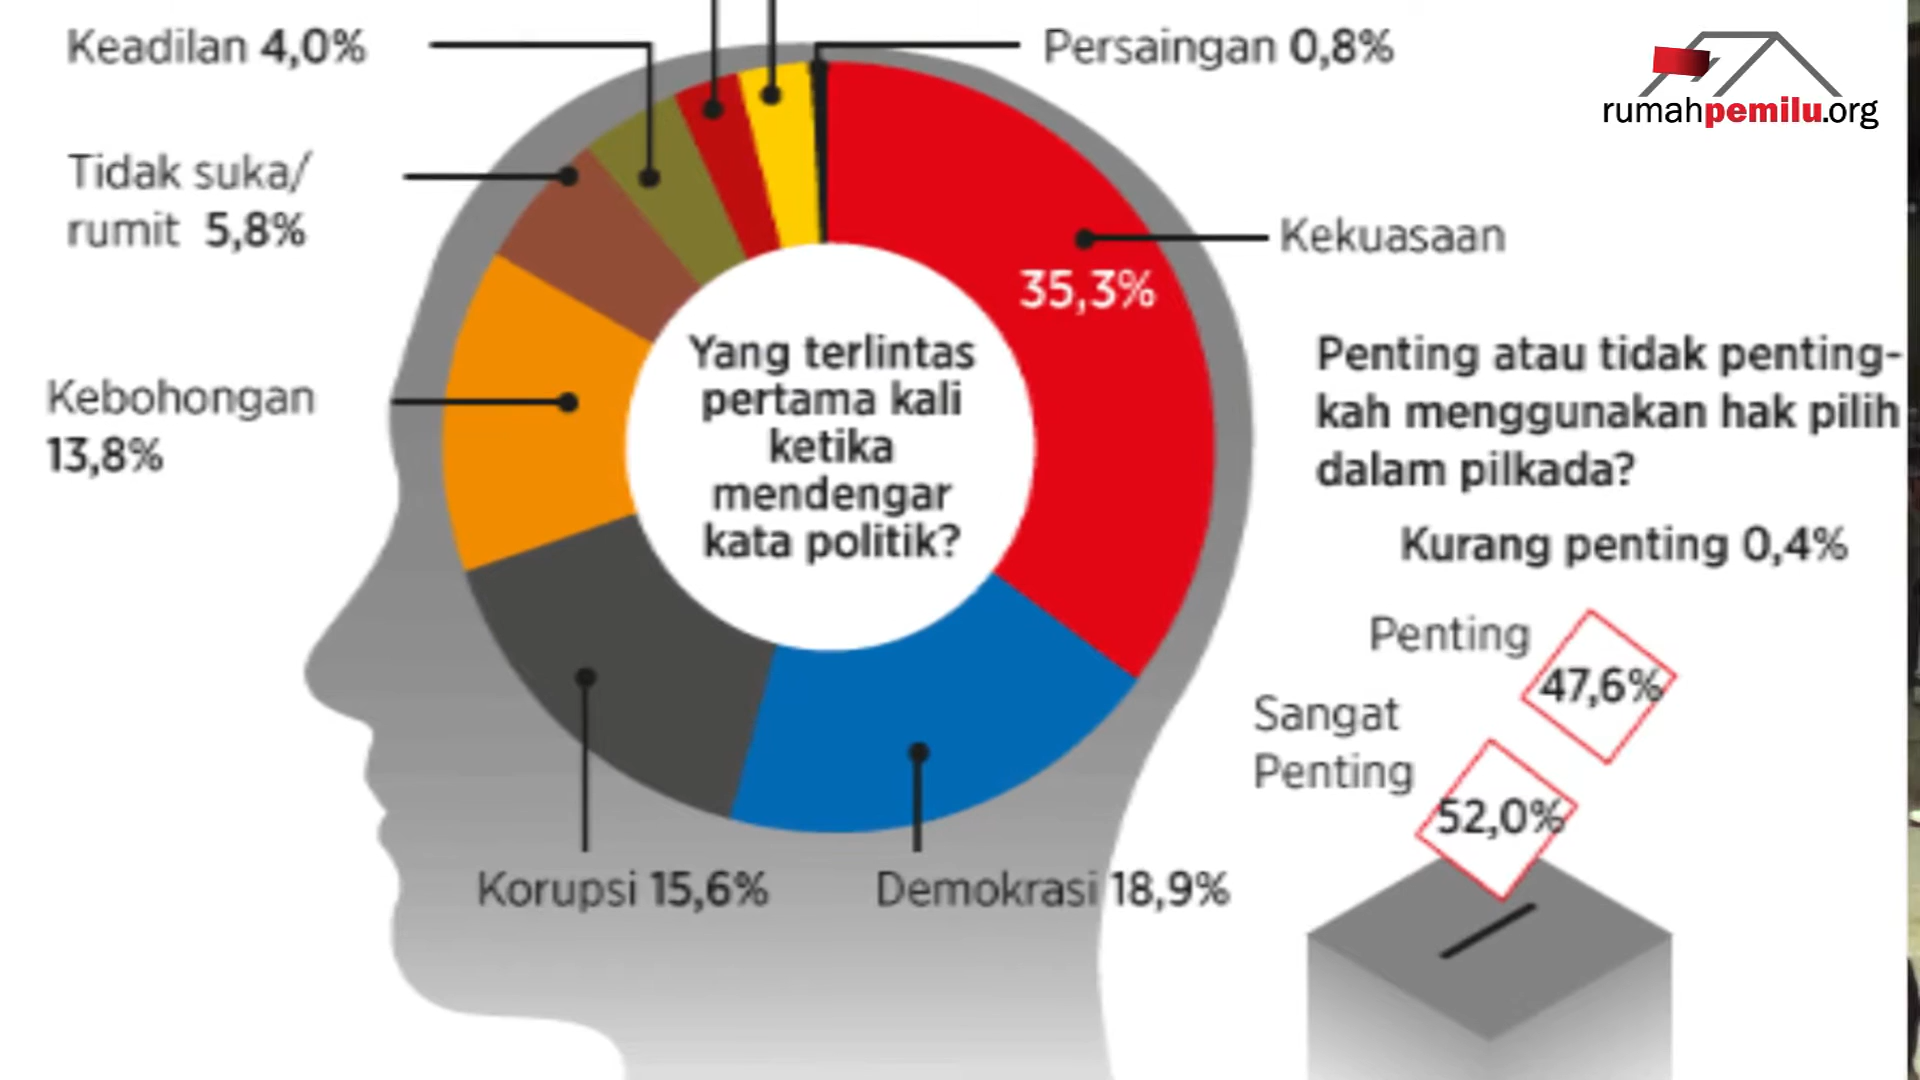 Keadilan 4,0%
Persaingan 0,8%
rumahpemilu.org
Tidak suka/
rumit 5,8%
Kekuasaan
35,3%
Kebohongan
13,8%
Yang terlintas
pertama kali
ketika
mendengar
kata politik?
Penting atau tidak penting-
kah menggunakan hak pilih
dalam pilkada?
Kurang penting 0,4%
Penting
47,6%
Sangat
Penting
52,0%
Korupsi 15,6%
Demokrasi 18,9%